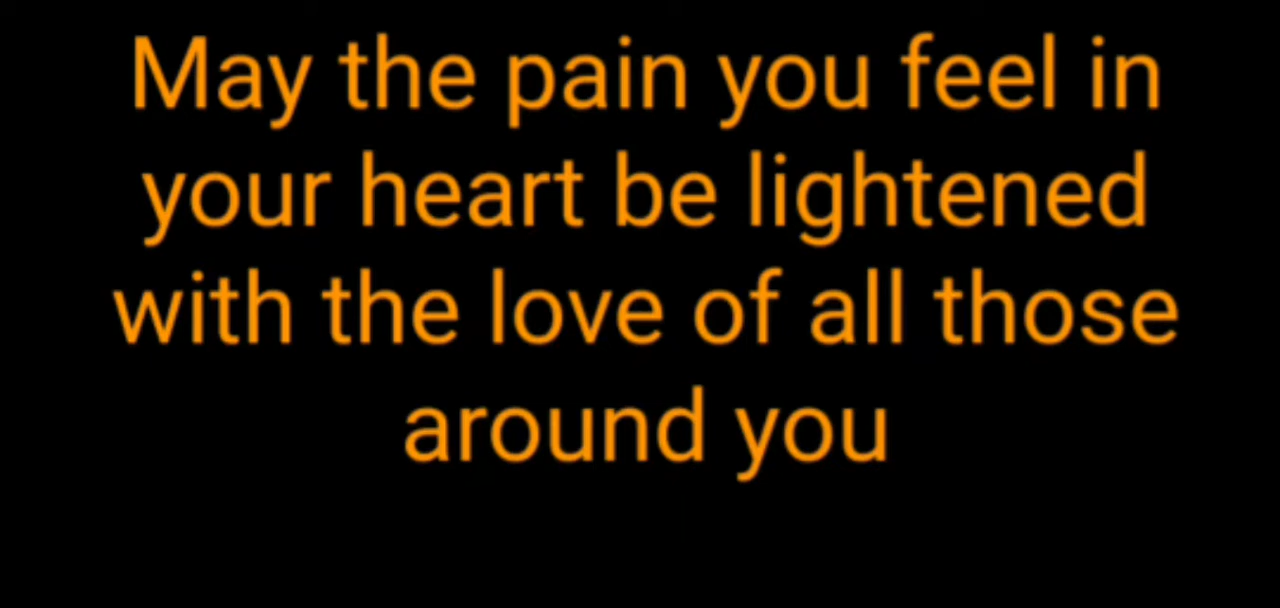 May the pain you feel in
your heart be lightened
with the love of all those
around you